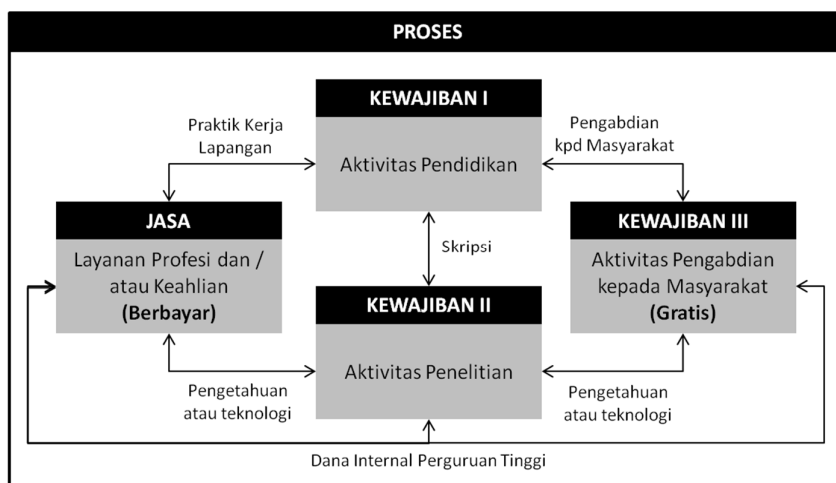 PROSES
KEWAJIBAN I
Aktivitas Pendidikan
Praktik Kerja
Lapangan
Pengabdian
kpd Masyarakat
JASA
Layanan Profesi dan /
atau Keahlian
(Berbayar)
Skripsi
KEWAJIBAN III
Aktivitas Pengabdian
kepada Masyarakat
(Gratis)
KEWAJIBAN II
Aktivitas Penelitian
Pengetahuan
atau teknologi
Pengetahuan
atau teknologi
Dana Internal Perguruan Tinggi